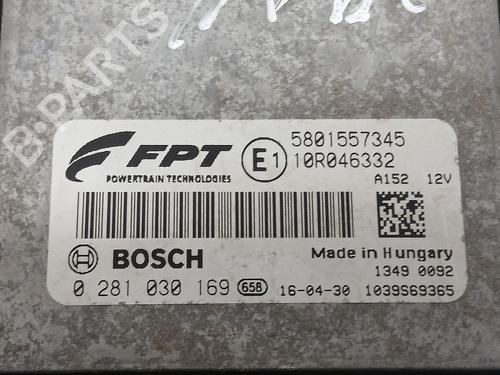 B-PARTS
FPT
POWERTRAIN TECHNOLOGIES
E1
5801557345
10R046332
A152 12V
BOSCH
Made in Hungary
1349 0092
0 281 030 169 65B 16-04-30 1039S69365